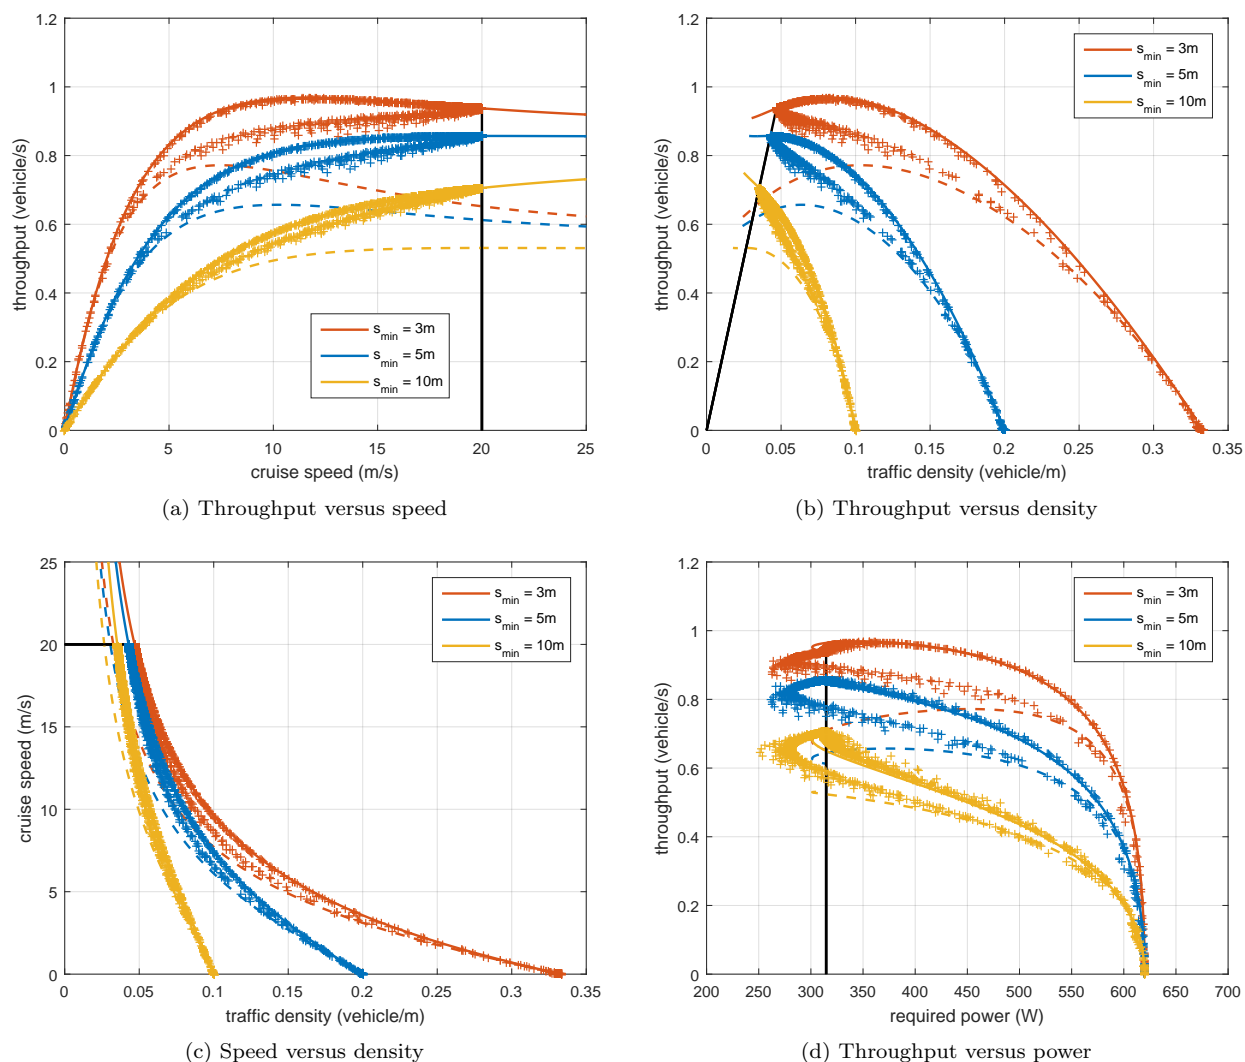 1.2
1
0.8
0.6
0.4
0.2
0
throughput (vehicle/s)
s_min = 3m
s_min = 5m
s_min = 10m
0 5 10 15 20 25
cruise speed (m/s)
(a) Throughput versus speed
1.2
1
0.8
0.6
0.4
0.2
0
throughput (vehicle/s)
s_min = 3m
s_min = 5m
s_min = 10m
0 0.05 0.1 0.15 0.2 0.25 0.3 0.35
traffic density (vehicle/m)
(b) Throughput versus density
25
20
15
10
5
0
cruise speed (m/s)
s_min = 3m
s_min = 5m
s_min = 10m
0 0.05 0.1 0.15 0.2 0.25 0.3 0.35
traffic density (vehicle/m)
(c) Speed versus density
1.2
1
0.8
0.6
0.4
0.2
0
throughput (vehicle/s)
s_min = 3m
s_min = 5m
s_min = 10m
200 250 300 350 400 450 500 550 600 650 700
required power (W)
(d) Throughput versus power